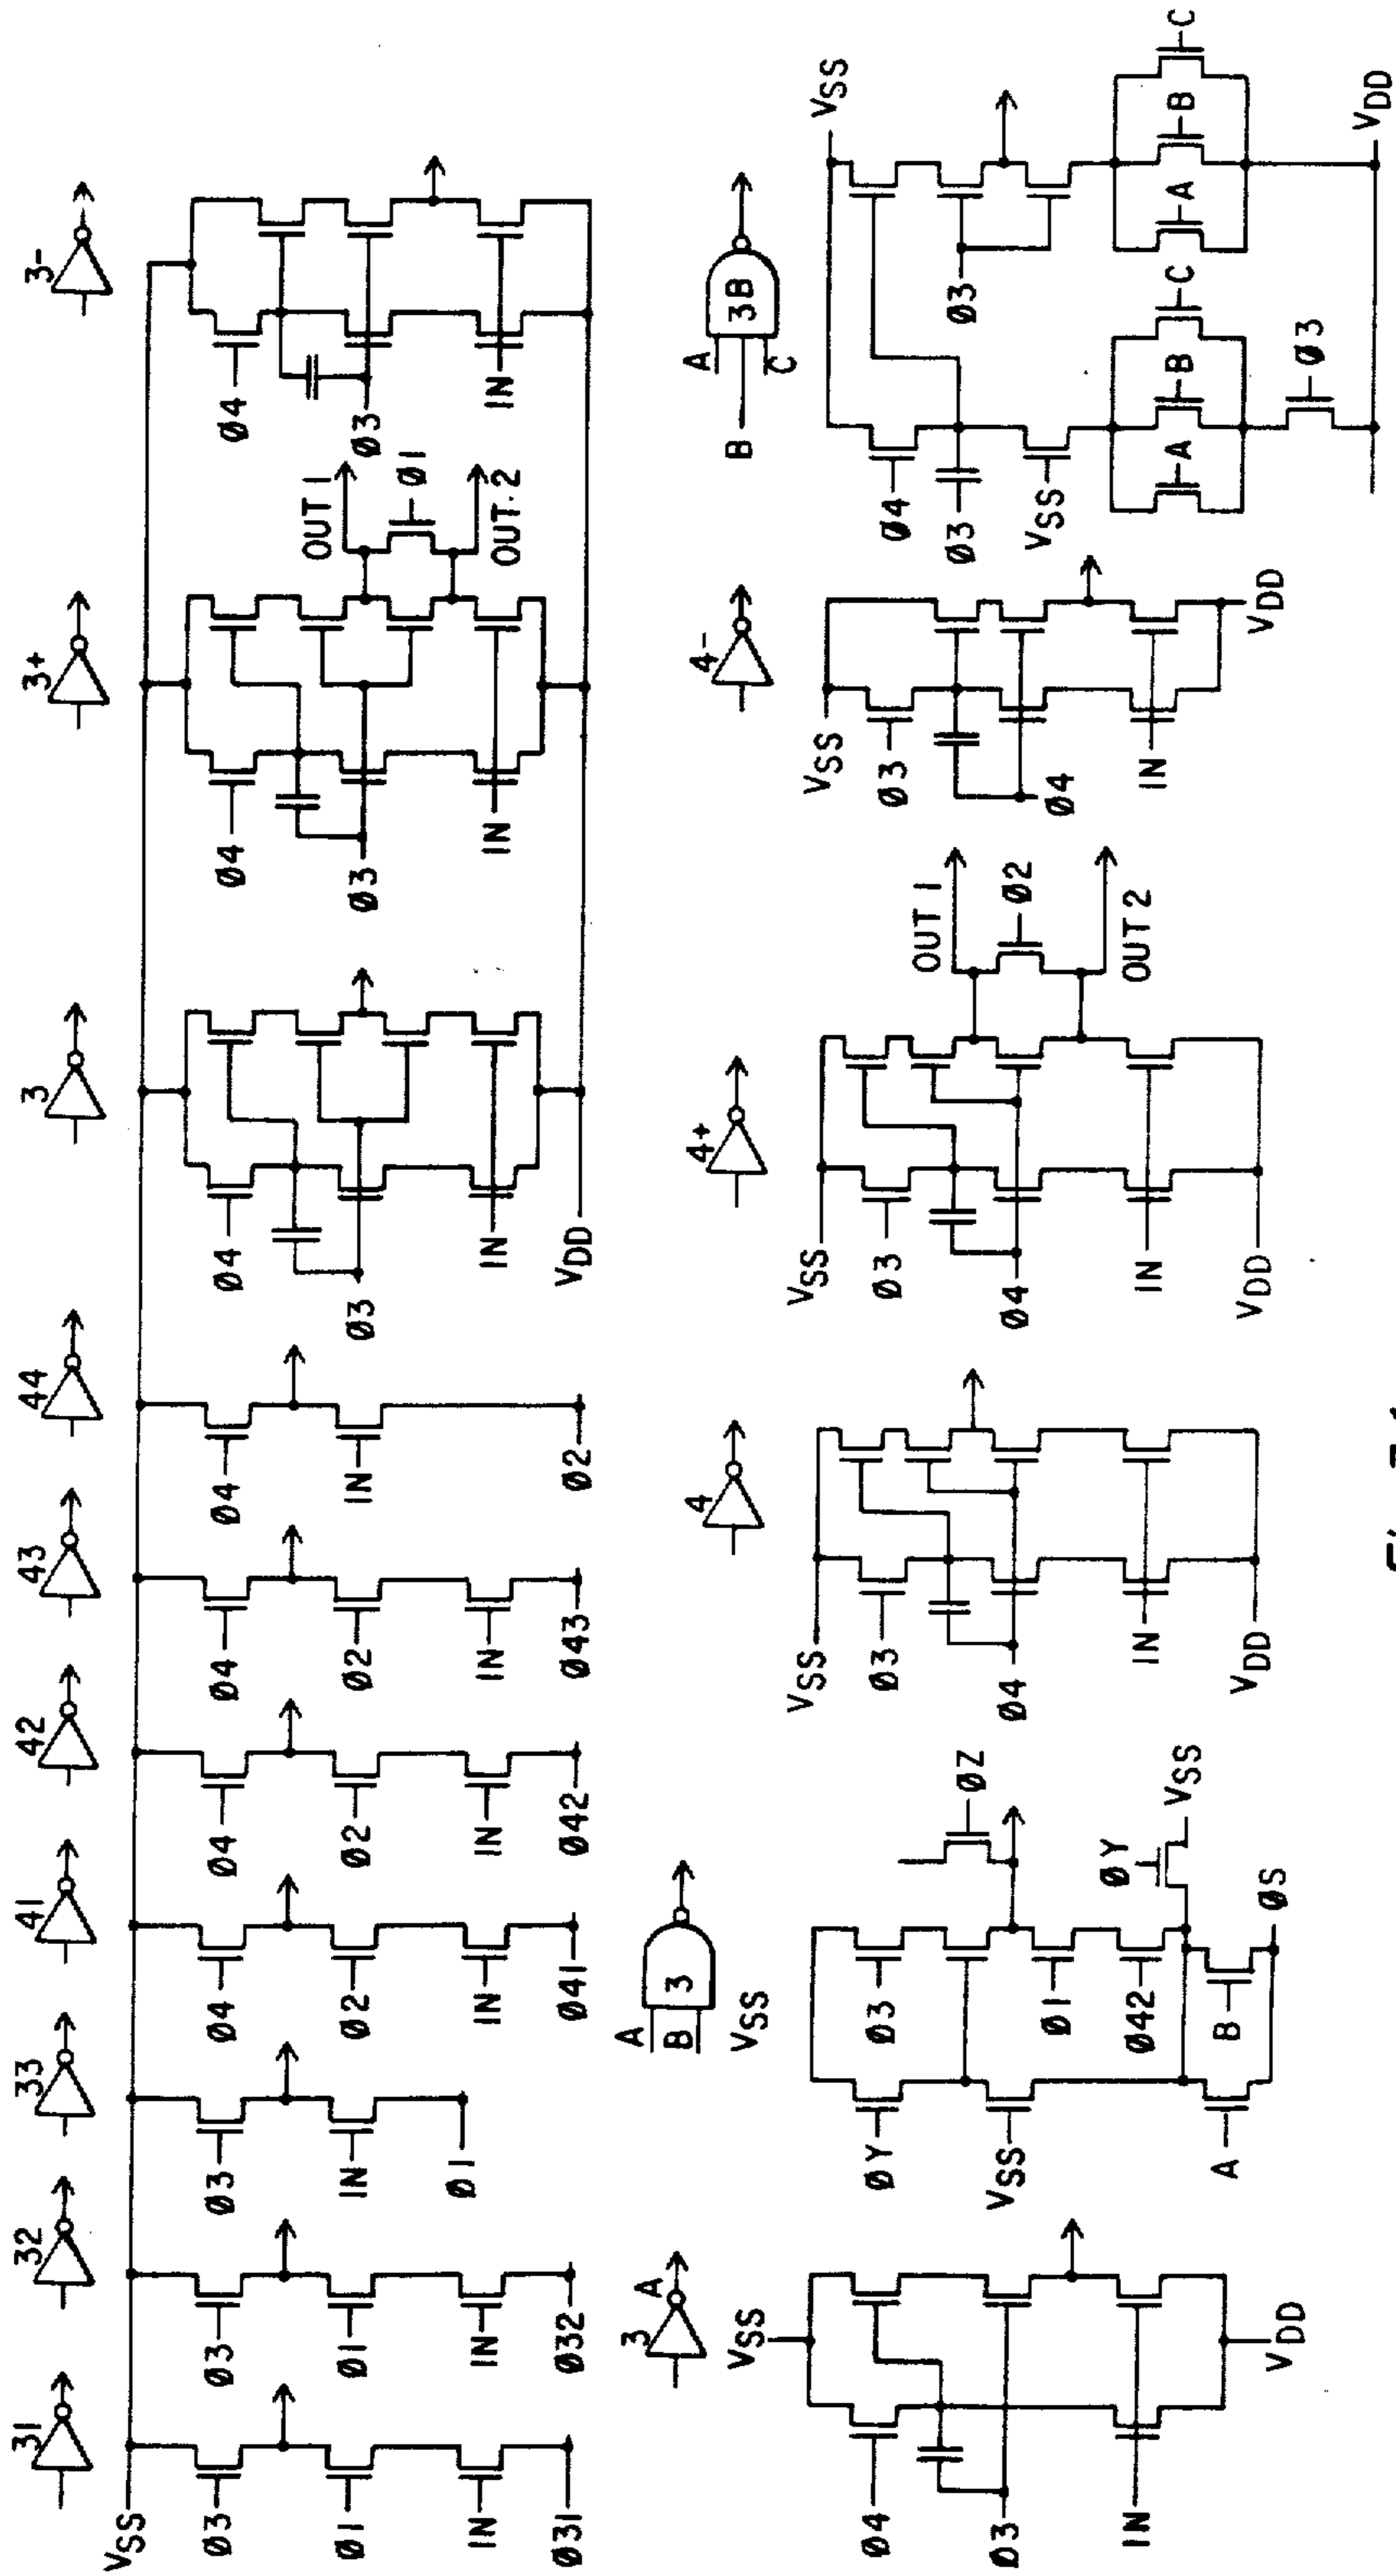 31
32
33
41
42
43
44
3
3+
3-
VSS
Ø3
Ø1
IN
Ø31
Ø3
Ø1
IN
Ø32
Ø3
IN
Ø1
Ø4
Ø2
IN
Ø41
Ø4
Ø2
IN
Ø42
Ø4
Ø2
IN
Ø43
Ø4
IN
Ø2
Ø4
Ø3
IN
VDD
Ø4
Ø3
IN
OUT 1
Ø1
OUT 2
Ø4
Ø3
IN
3 A
VSS
Ø4
Ø3
IN
VDD
A
B
3
VSS
ØY
VSS
A
Ø3
Ø1
Ø42
B
ØZ
ØY
VSS
ØS
4
VSS
Ø3
Ø4
IN
VDD
4+
VSS
Ø3
Ø4
IN
VDD
OUT 1
Ø2
OUT 2
4-
VSS
Ø3
Ø4
IN
VDD
A
B
C
3B
Ø4
Ø3
VSS
A
B
C
Ø3
VSS
Ø3
A
B
C
VDD